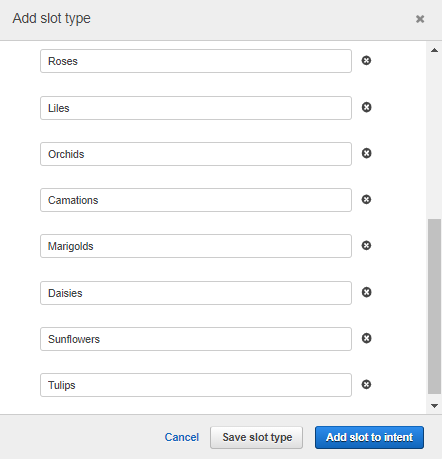 Add slot type
Roses
Liles
Orchids
Camations
Marigolds
Daisies
Sunflowers
Tulips
Cancel
Save slot type
Add slot to intent